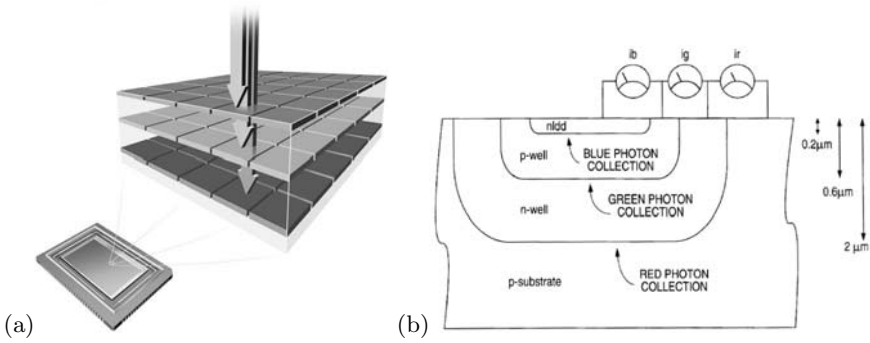 (a)
(b)
ib ig ir
nldd
p-well
BLUE PHOTON
COLLECTION
GREEN PHOTON
COLLECTION
n-well
RED PHOTON
COLLECTION
p-substrate
0.2µm
0.6µm
2 µm